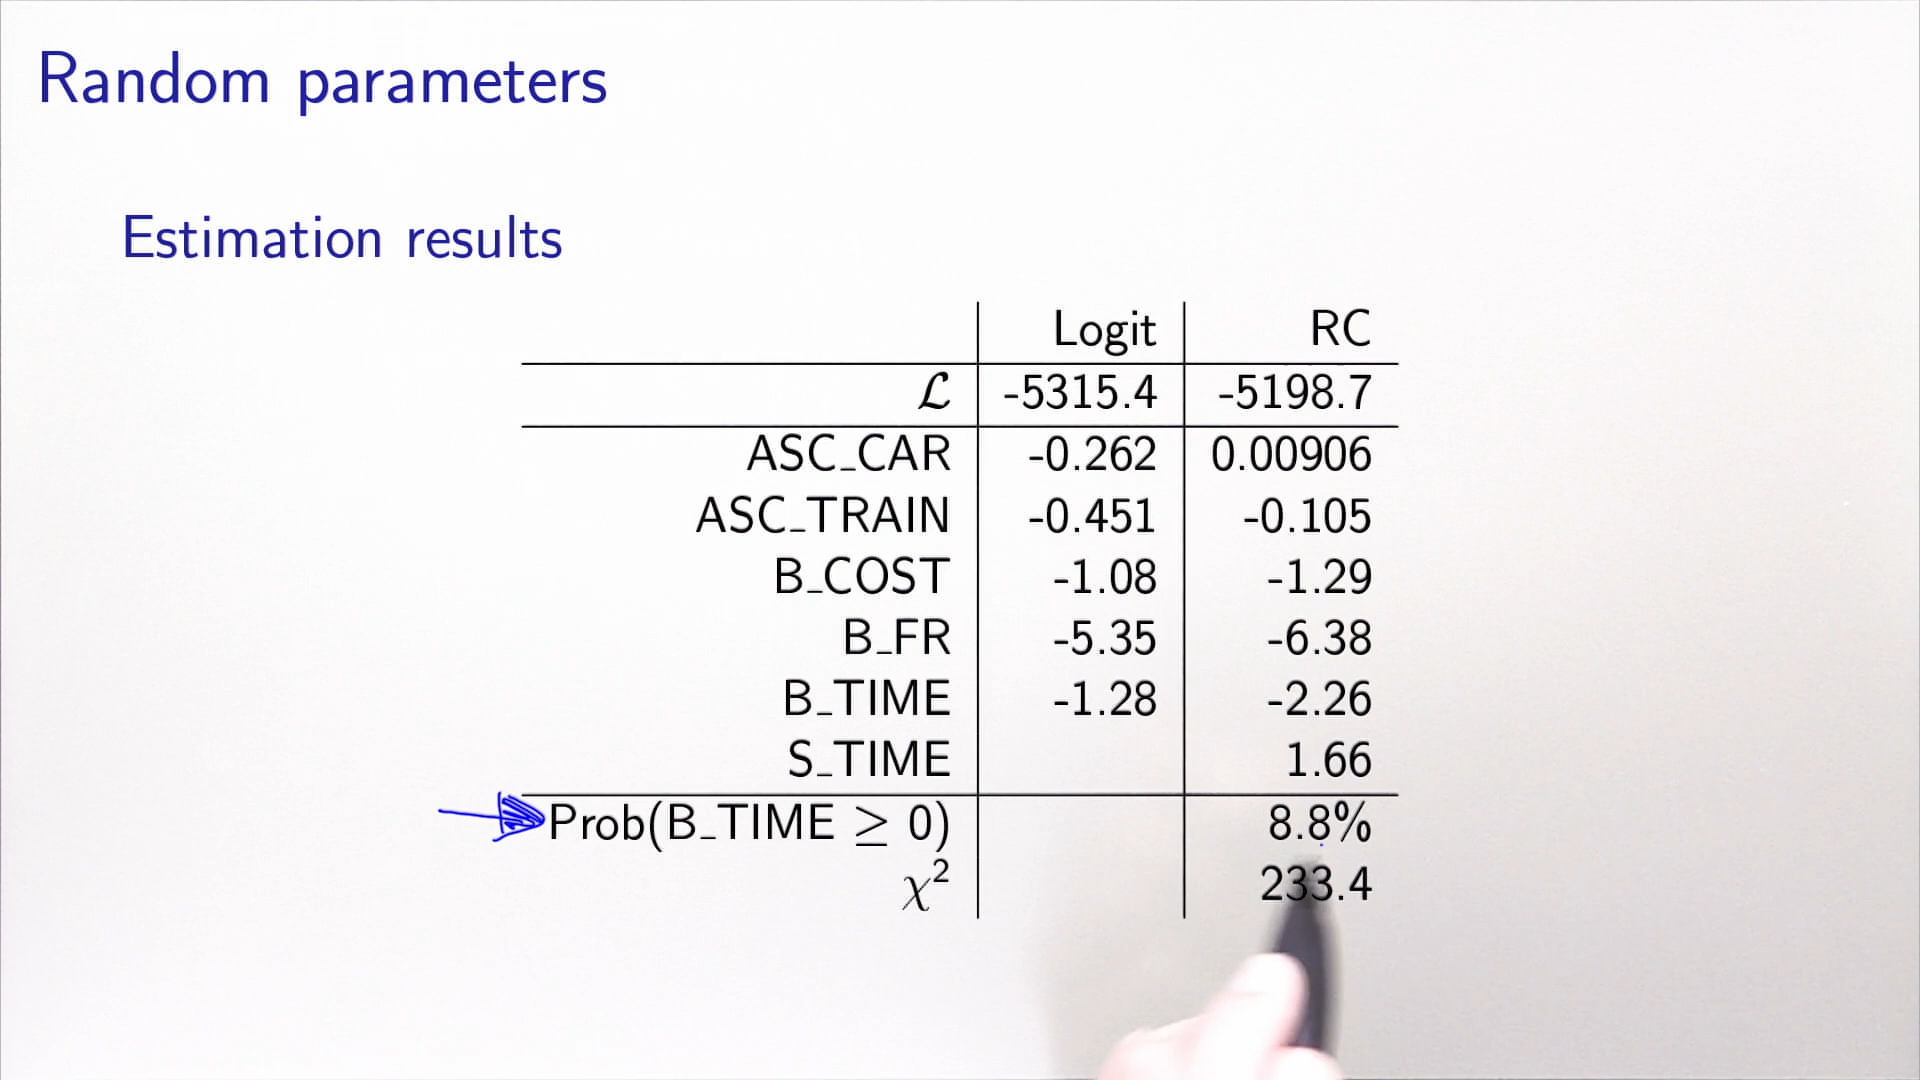 Random parameters
Estimation results
Logit RC
ℒ -5315.4 -5198.7
ASC_CAR -0.262 0.00906
ASC_TRAIN -0.451 -0.105
B_COST -1.08 -1.29
B_FR -5.35 -6.38
B_TIME -1.28 -2.26
S_TIME 1.66
Prob(B_TIME ≥ 0) 8.8%
χ² 233.4